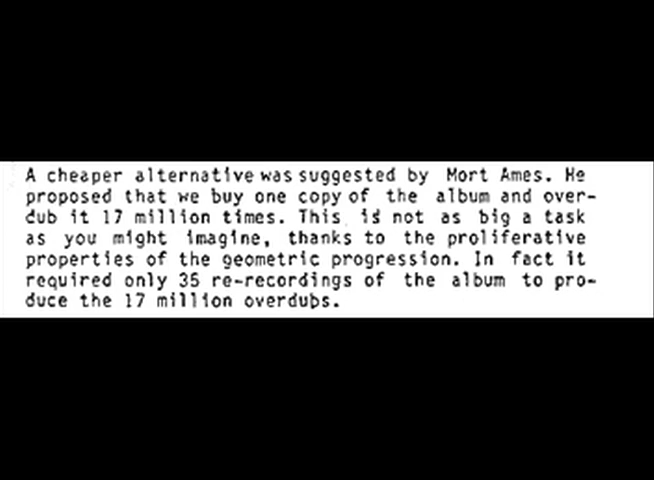 A cheaper alternative was suggested by Mort Ames. He
proposed that we buy one copy of the album and over-
dub it 17 million times. This is not as big a task
as you might imagine, thanks to the proliferative
properties of the geometric progression. In fact it
required only 35 re-recordings of the album to pro-
duce the 17 million overdubs.